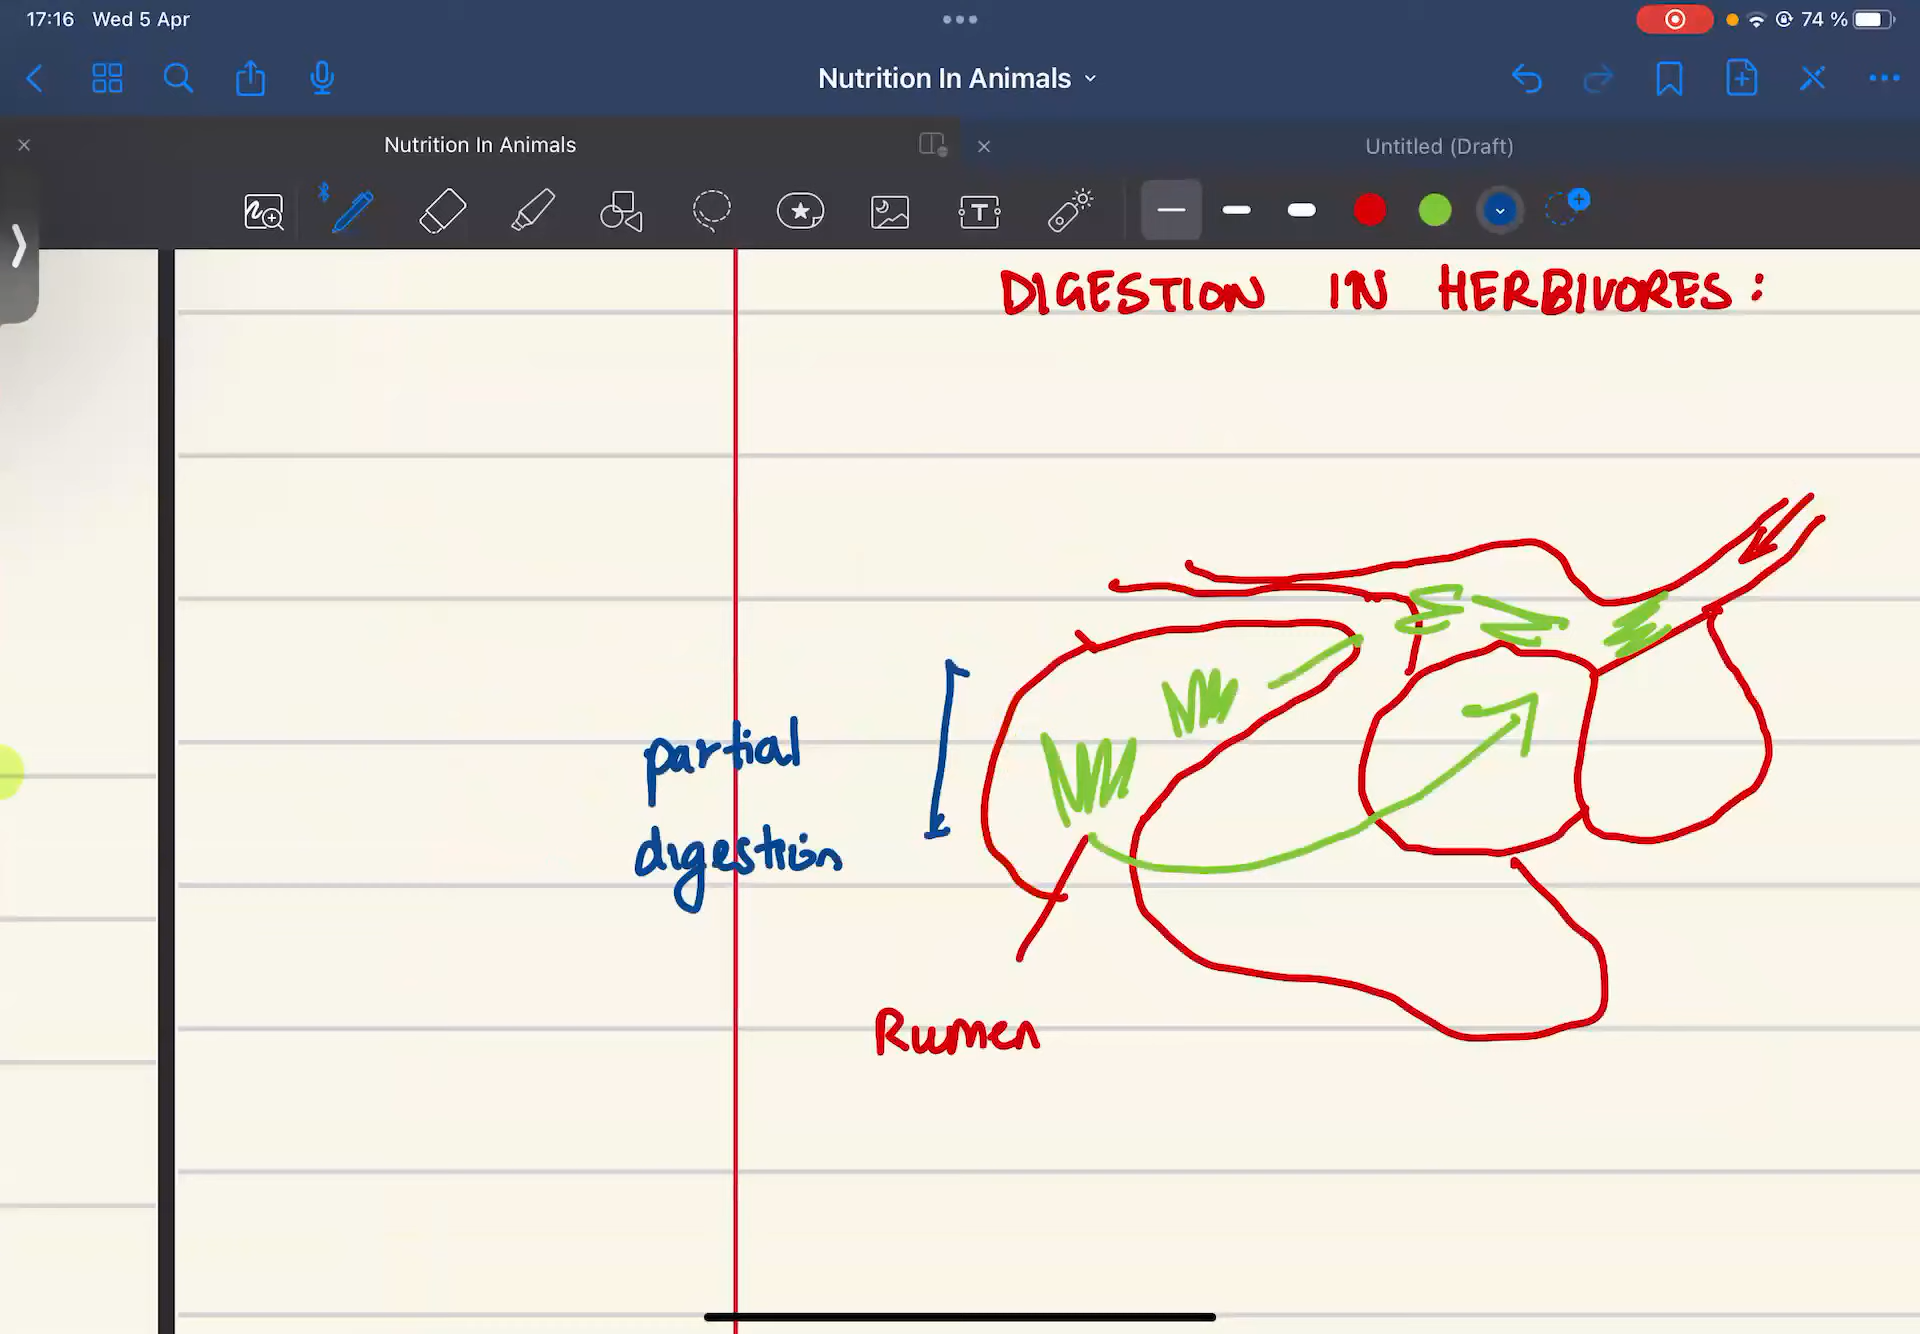 17:16 Wed 5 Apr
74 %
Nutrition In Animals
Nutrition In Animals
Untitled (Draft)
T
DIGESTION IN HERBIVORES:
partial
digestion
Rumen